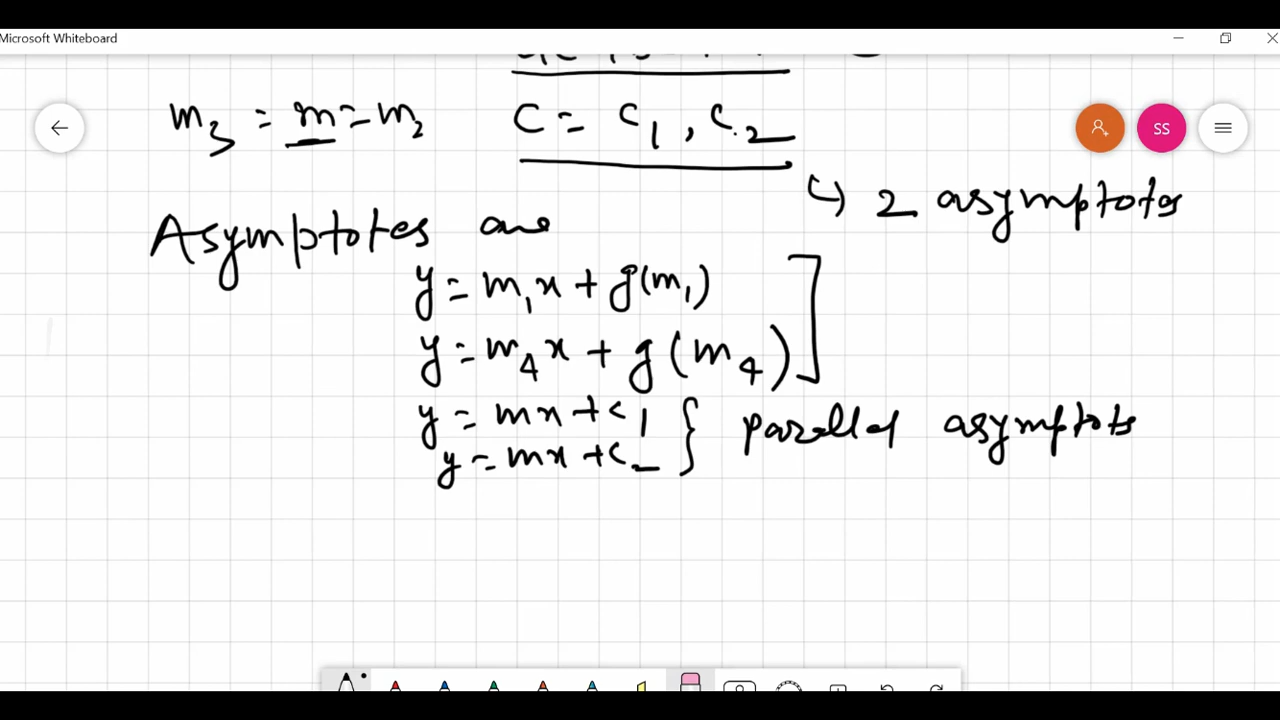 Microsoft Whiteboard
m₃ = m = m₂ C = C₁, C₂
SS
↳ 2 asymptotes
Asymptotes are
y = m₁x + g(m₁)
y = m₄x + g(m₄)
y = mx + c₁ } parallel asymptots
y = mx + c₂